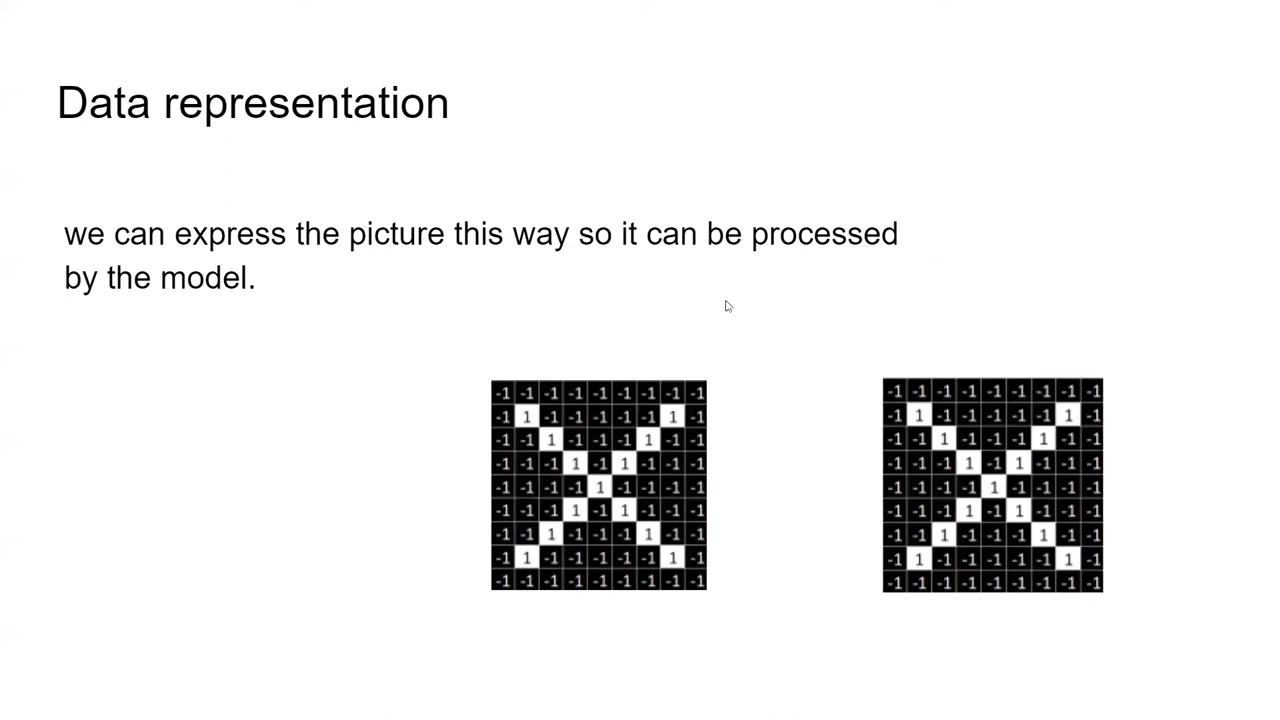 Data representation
we can express the picture this way so it can be processed
by the model.
-1 -1 -1 -1 -1 -1 -1 -1 -1
-1 1 -1 -1 -1 -1 -1 1 -1
-1 -1 1 -1 -1 -1 1 -1 -1
-1 -1 -1 1 -1 1 -1 -1 -1
-1 -1 -1 -1 1 -1 -1 -1 -1
-1 -1 -1 1 -1 1 -1 -1 -1
-1 -1 1 -1 -1 -1 1 -1 -1
-1 1 -1 -1 -1 -1 -1 1 -1
-1 -1 -1 -1 -1 -1 -1 -1 -1
-1 -1 -1 -1 -1 -1 -1 -1 -1
-1 1 -1 -1 -1 -1 -1 1 -1
-1 -1 1 -1 -1 -1 1 -1 -1
-1 -1 -1 1 -1 1 -1 -1 -1
-1 -1 -1 -1 1 -1 -1 -1 -1
-1 -1 -1 1 -1 1 -1 -1 -1
-1 -1 1 -1 -1 -1 1 -1 -1
-1 1 -1 -1 -1 -1 -1 1 -1
-1 -1 -1 -1 -1 -1 -1 -1 -1